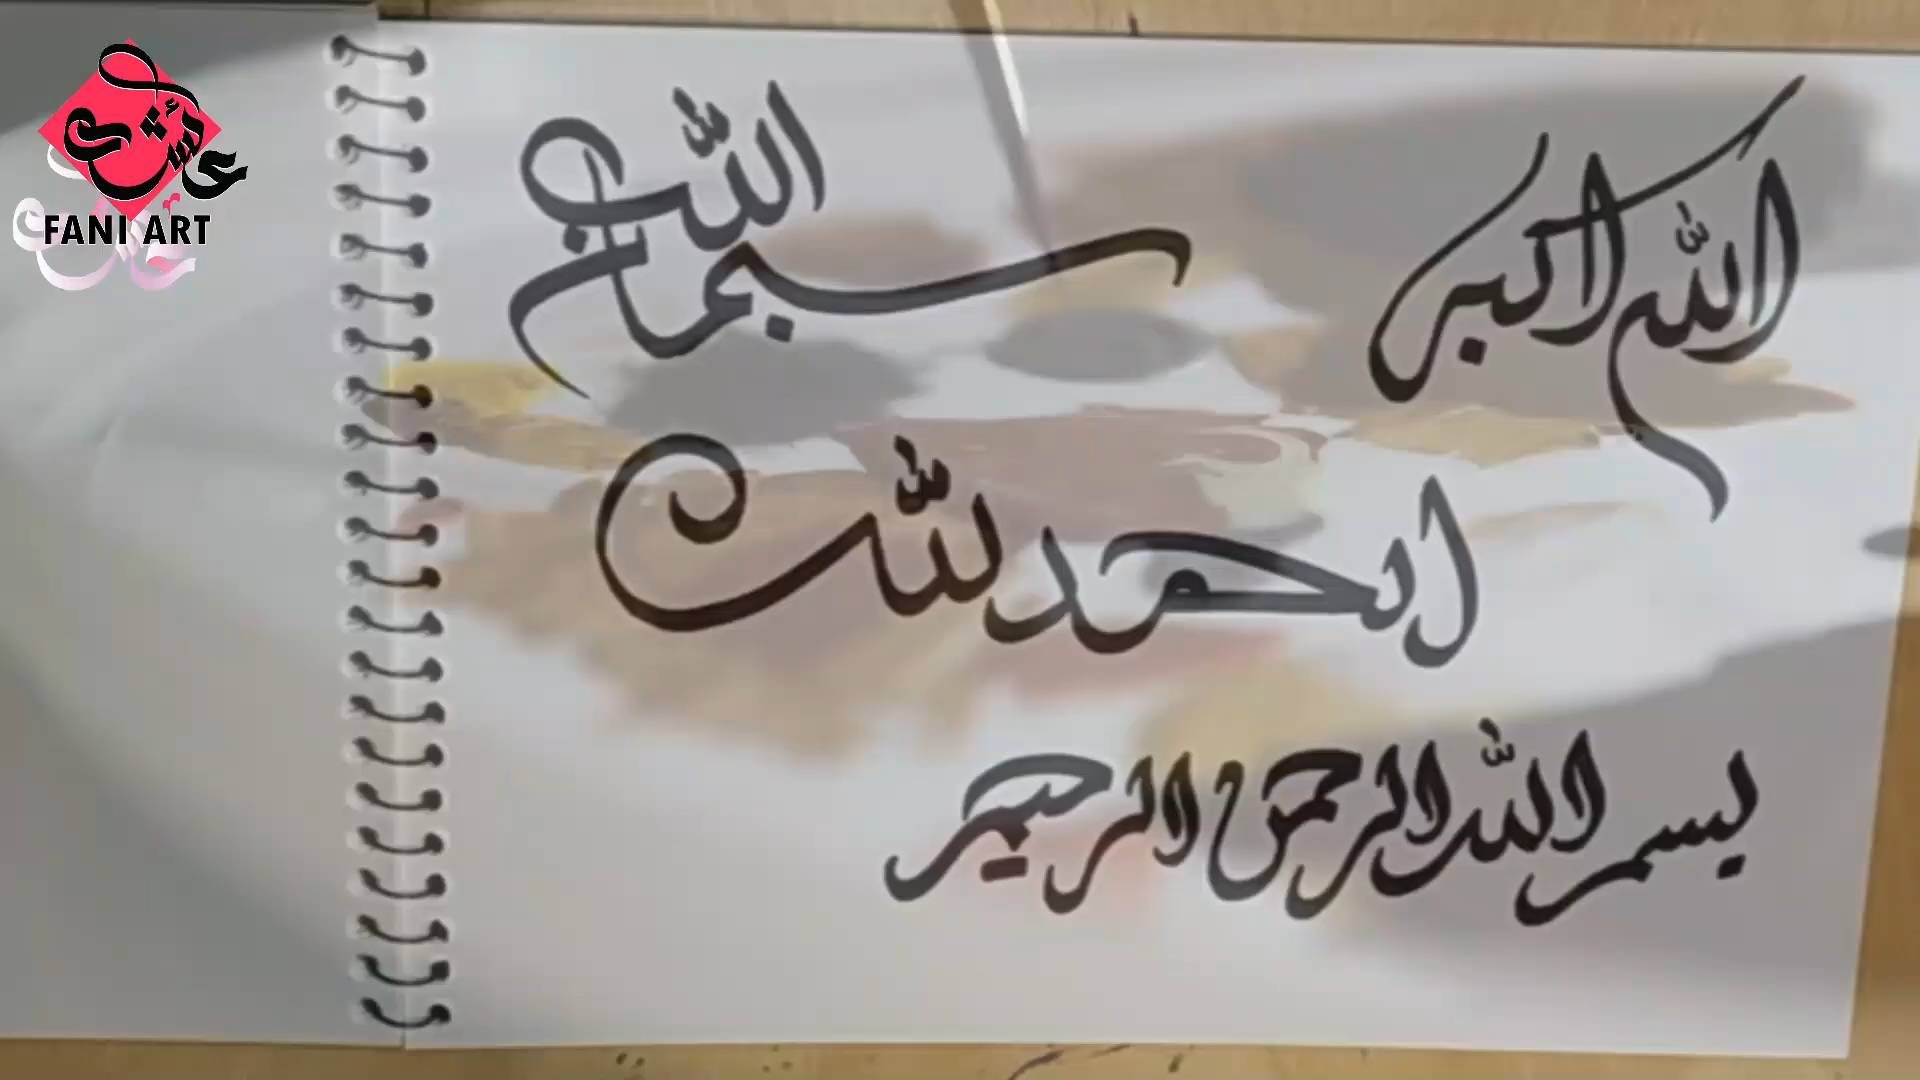 الله اكبر
سبحان الله
الحمد لله
بسم الله الرحمن الرحيم
FANI ART